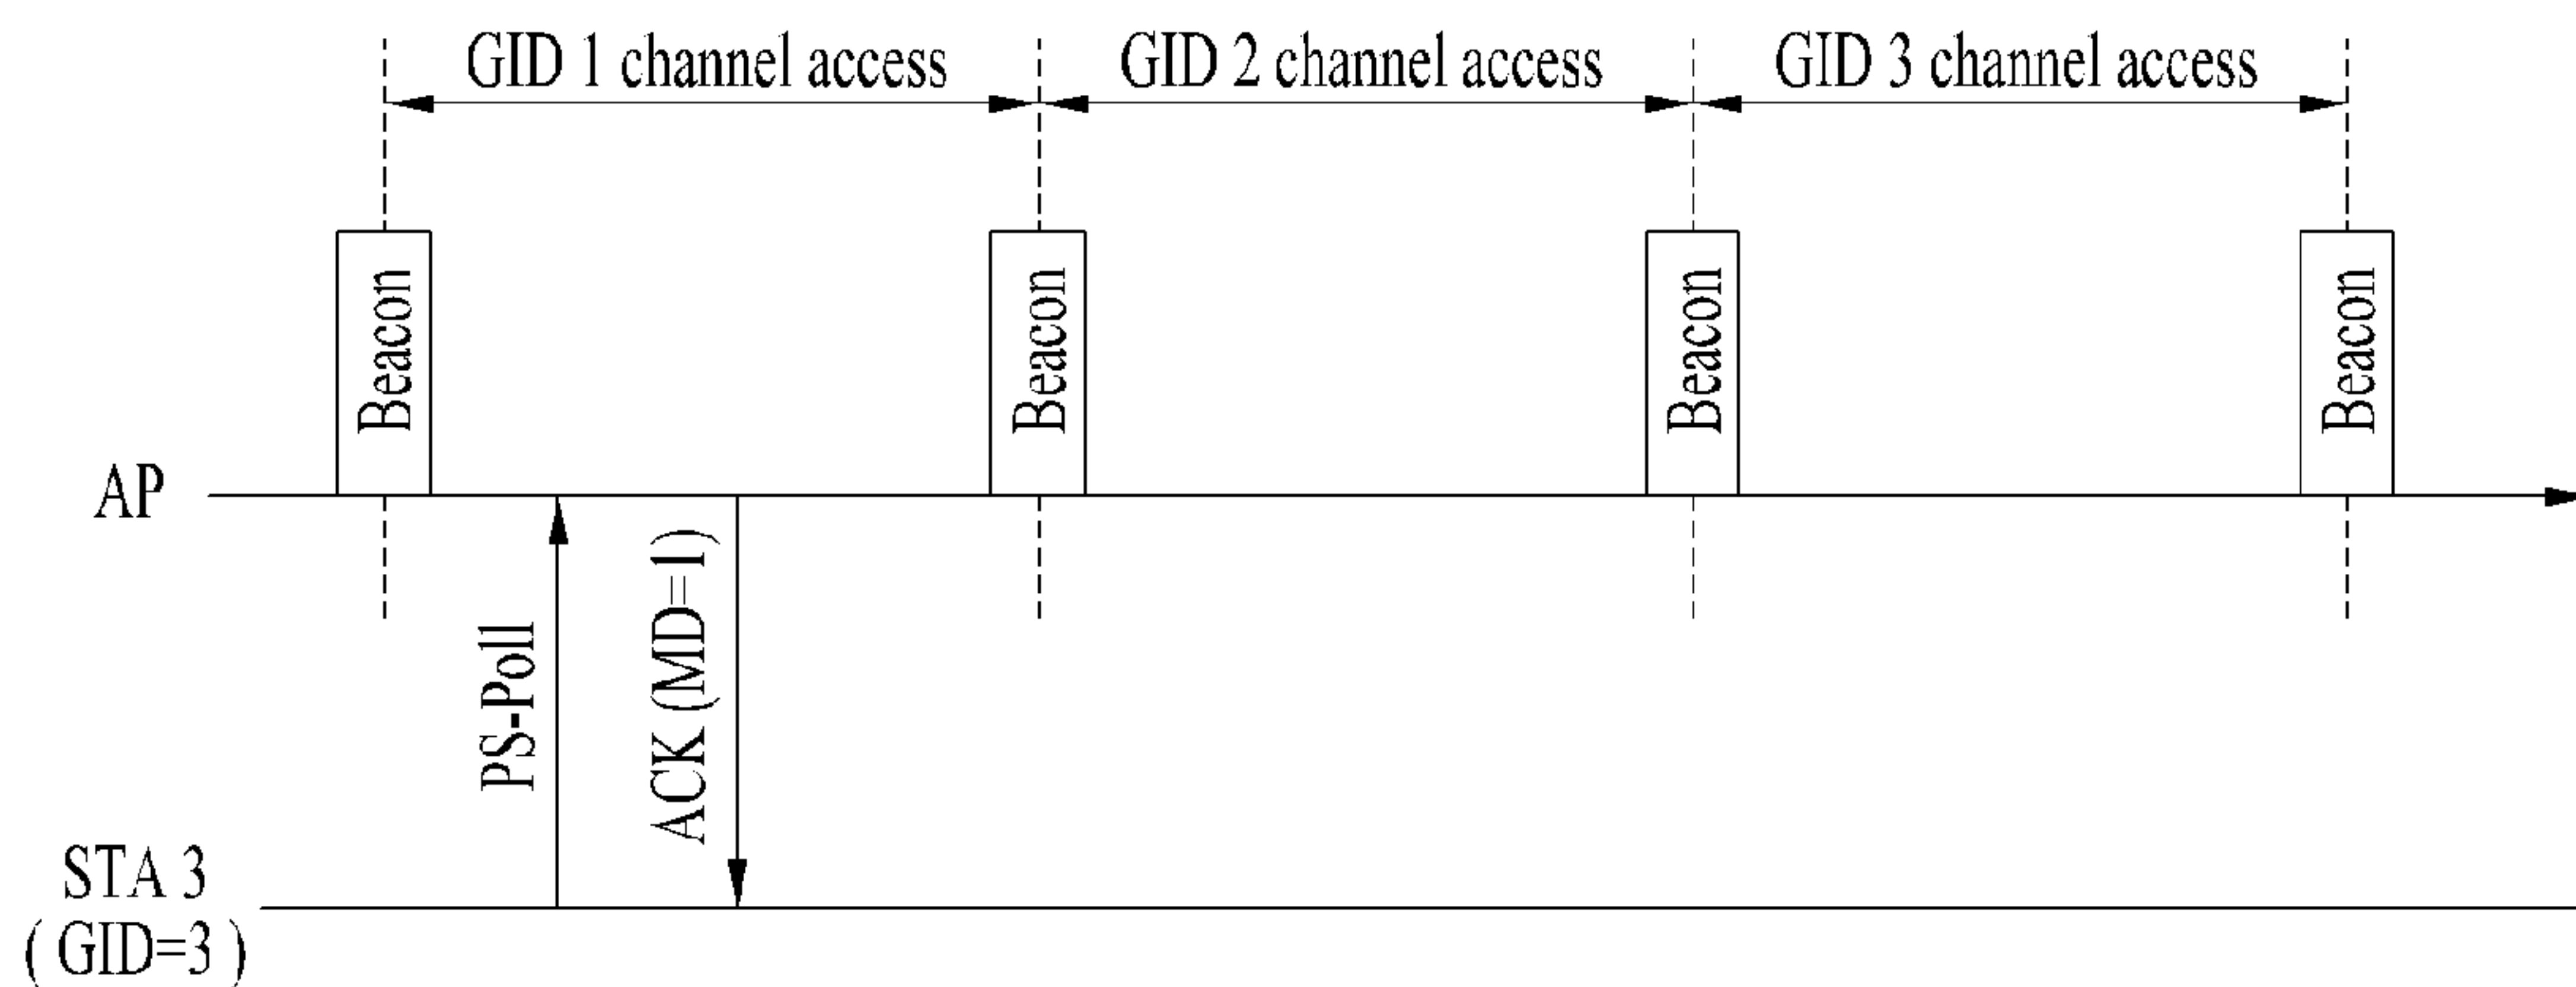 GID 1 channel access
GID 2 channel access
GID 3 channel access
Beacon
Beacon
Beacon
Beacon
AP
PS-Poll
ACK (MD=1)
STA 3
( GID=3 )